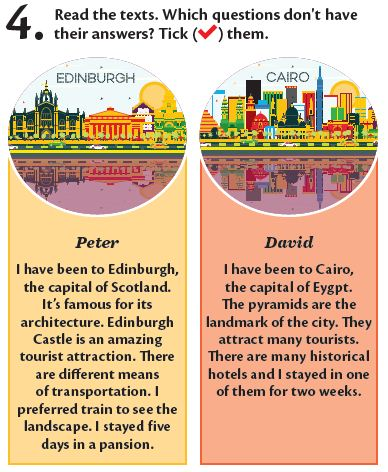 4. Read the texts. Which questions don't have
their answers? Tick (✓) them.
EDINBURGH
Peter
I have been to Edinburgh,
the capital of Scotland.
It's famous for its
architecture. Edinburgh
Castle is an amazing
tourist attraction. There
are different means
of transportation. I
preferred train to see the
landscape. I stayed five
days in a pansion.
CAIRO
David
I have been to Cairo,
the capital of Eygpt.
The pyramids are the
landmark of the city. They
attract many tourists.
There are many historical
hotels and I stayed in one
of them for two weeks.